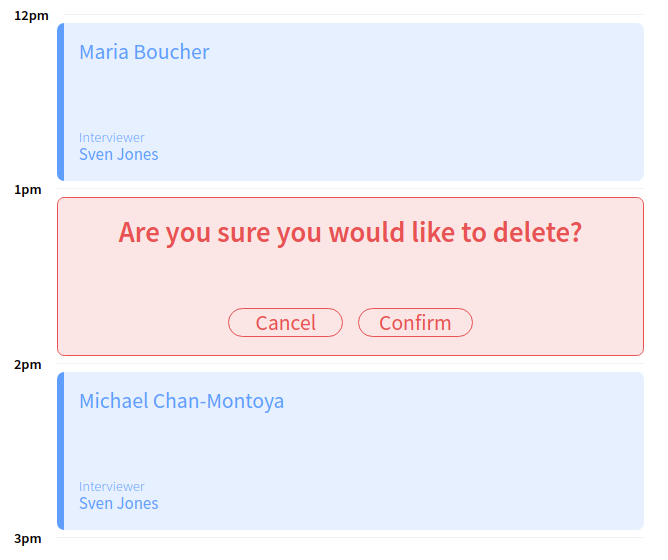 12pm
Maria Boucher
Interviewer
Sven Jones
1pm
Are you sure you would like to delete?
Cancel Confirm
2pm
Michael Chan-Montoya
Interviewer
Sven Jones
3pm